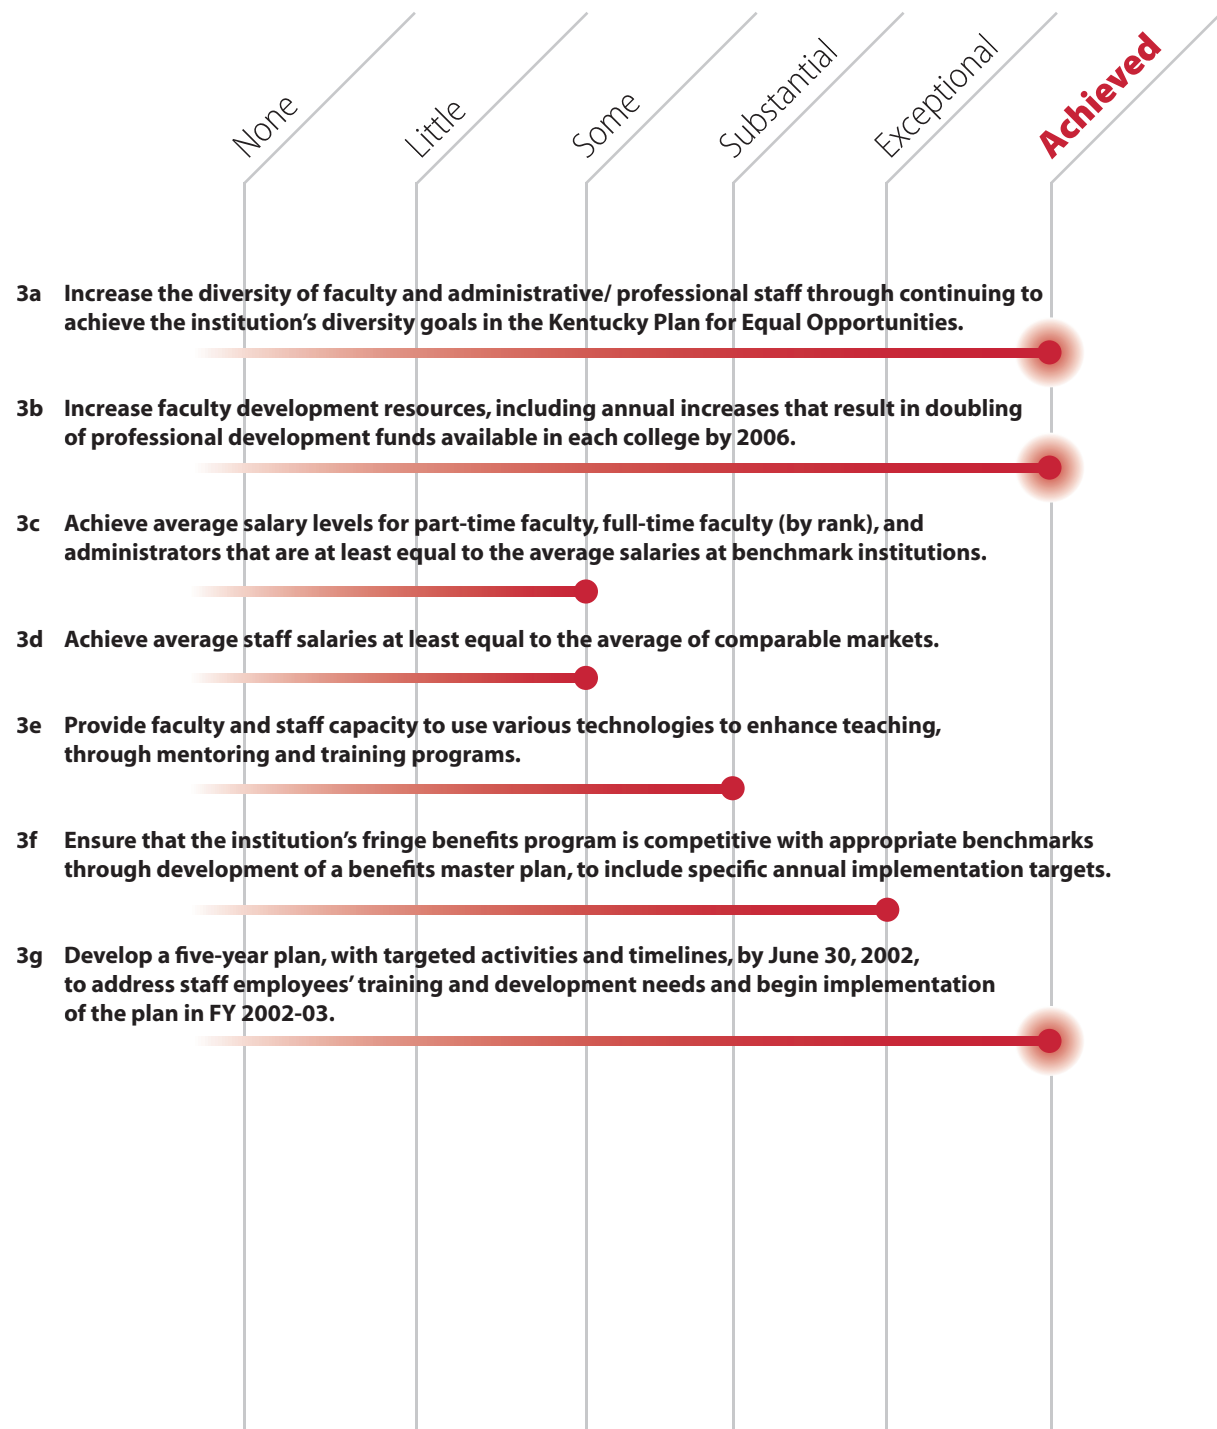 None
Little
Some
Substantial
Exceptional
Achieved
3a Increase the diversity of faculty and administrative/ professional staff through continuing to
achieve the institution’s diversity goals in the Kentucky Plan for Equal Opportunities.
3b Increase faculty development resources, including annual increases that result in doubling
of professional development funds available in each college by 2006.
3c Achieve average salary levels for part-time faculty, full-time faculty (by rank), and
administrators that are at least equal to the average salaries at benchmark institutions.
3d Achieve average staff salaries at least equal to the average of comparable markets.
3e Provide faculty and staff capacity to use various technologies to enhance teaching,
through mentoring and training programs.
3f Ensure that the institution’s fringe benefits program is competitive with appropriate benchmarks
through development of a benefits master plan, to include specific annual implementation targets.
3g Develop a five-year plan, with targeted activities and timelines, by June 30, 2002,
to address staff employees’ training and development needs and begin implementation
of the plan in FY 2002-03.